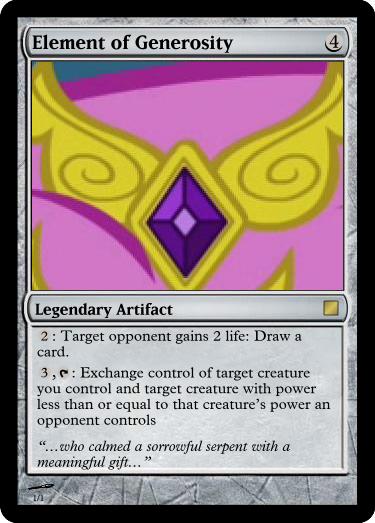 Element of Generosity 4
Legendary Artifact
2 : Target opponent gains 2 life: Draw a
card.
3 , : Exchange control of target creature
you control and target creature with power
less than or equal to that creature's power an
opponent controls
“…who calmed a sorrowful serpent with a
meaningful gift…”
1/1